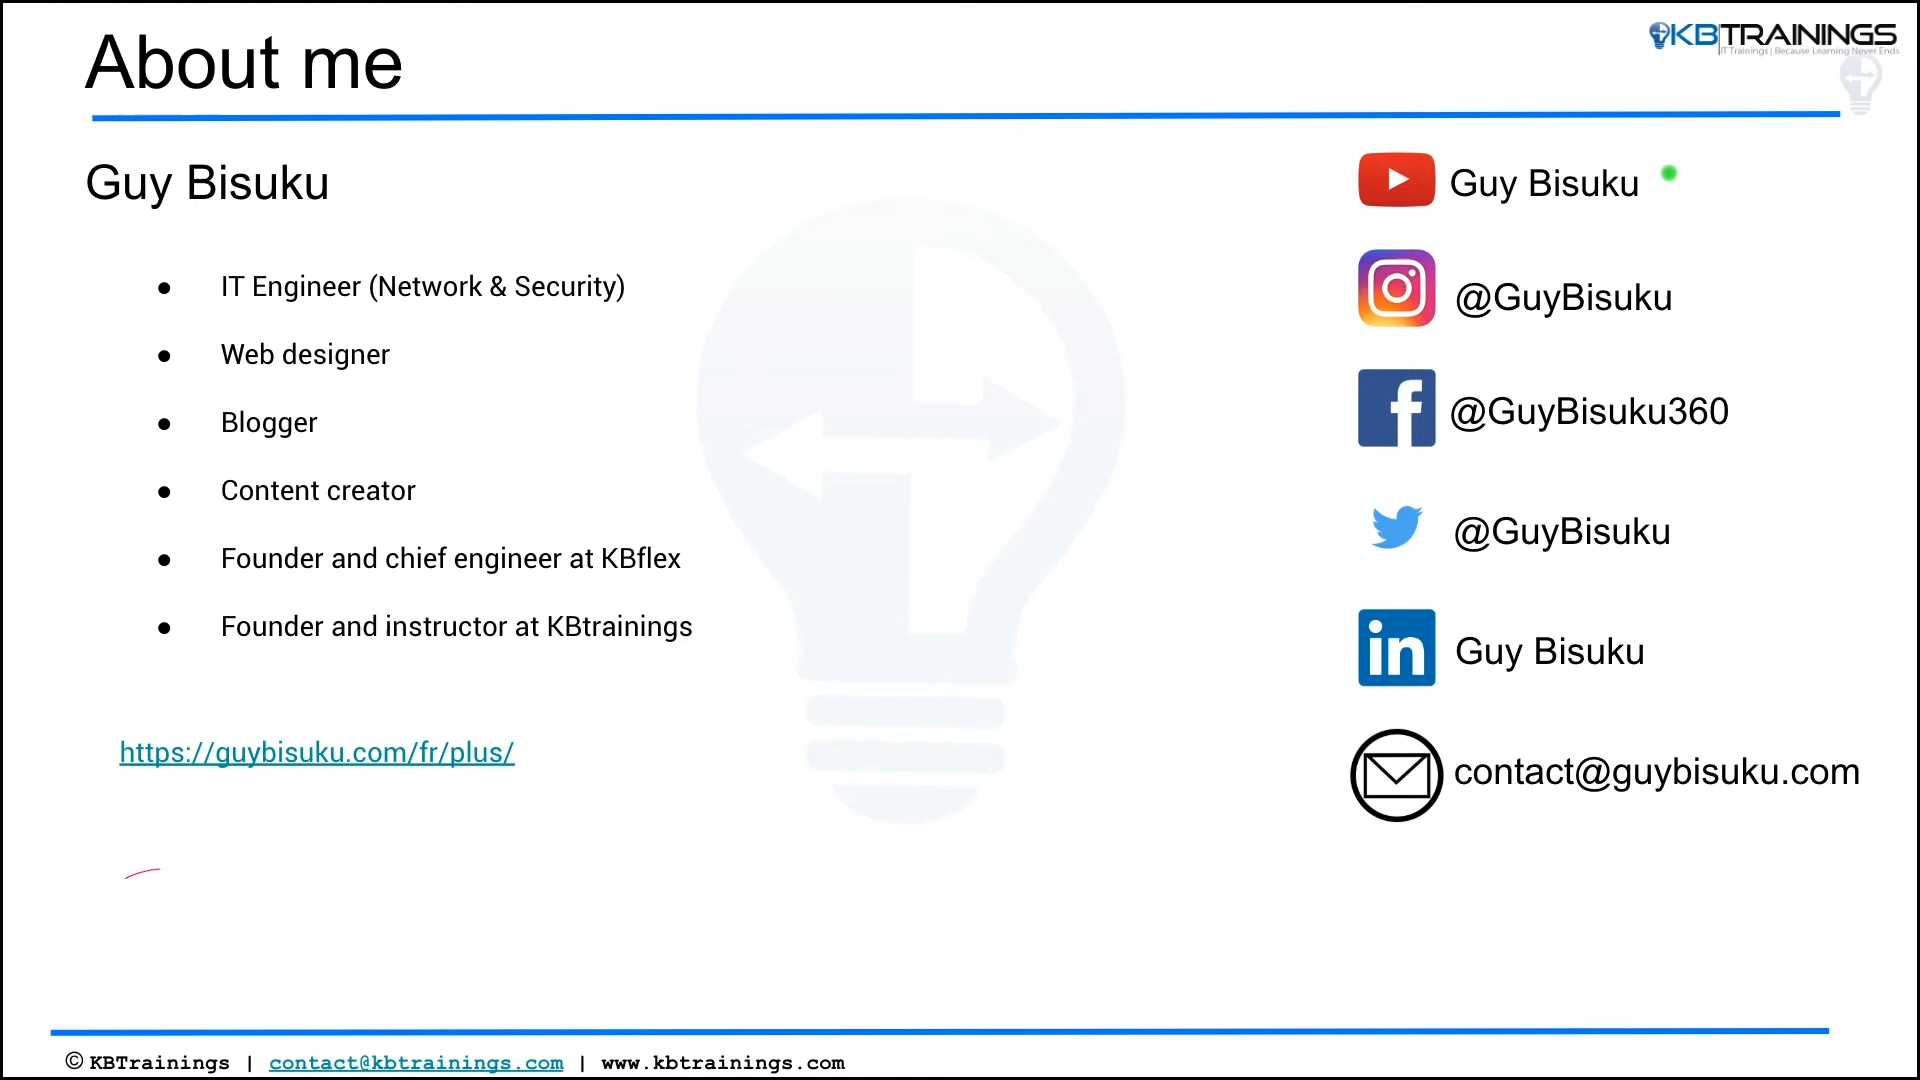 About me
KBTRAININGS
IT Trainings | Because Learning Never Ends
Guy Bisuku
● IT Engineer (Network & Security)
● Web designer
● Blogger
● Content creator
● Founder and chief engineer at KBflex
● Founder and instructor at KBtrainings
https://guybisuku.com/fr/plus/
Guy Bisuku
@GuyBisuku
@GuyBisuku360
@GuyBisuku
in Guy Bisuku
contact@guybisuku.com
© KBTrainings | contact@kbtrainings.com | www.kbtrainings.com